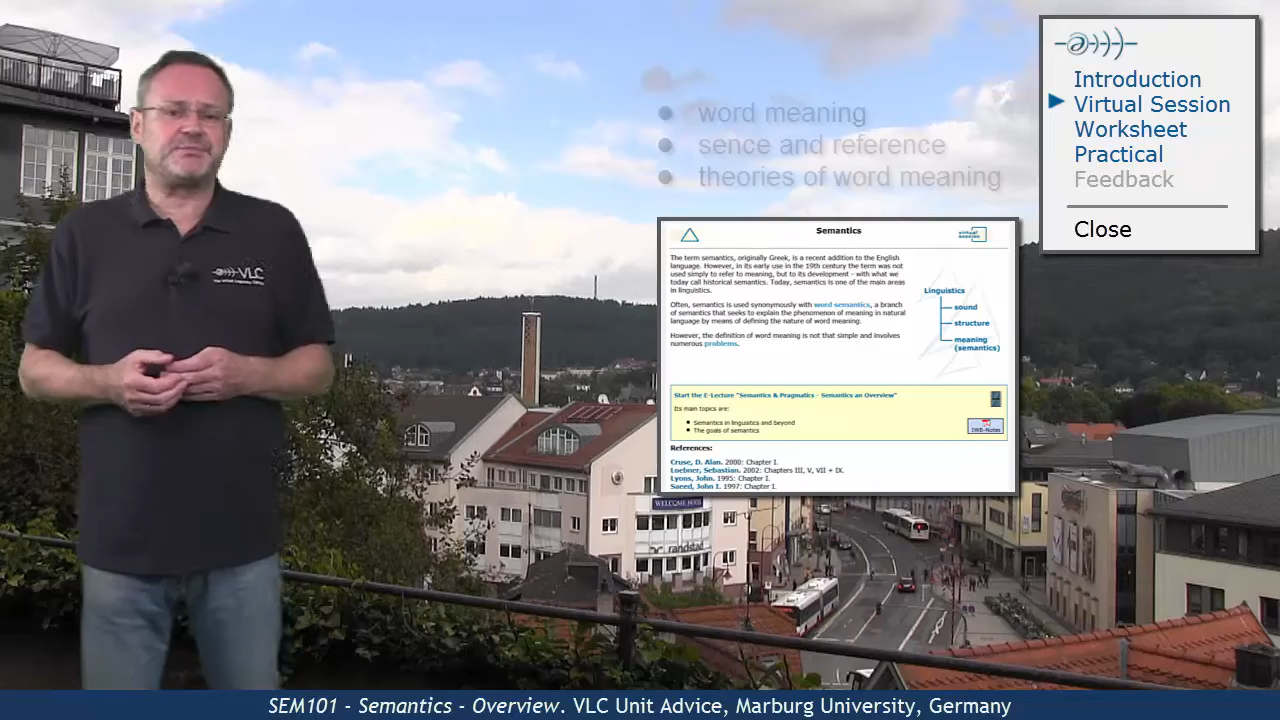 Introduction
Virtual Session
Worksheet
Practical
Feedback
Close
word meaning
sence and reference
theories of word meaning
Semantics
virtual session
The term semantics, originally Greek, is a recent addition to the English
language. However, in its early use in the 19th century the term was not
used simply to refer to meaning, but to its development - with what we
today call historical semantics. Today, semantics is one of the main areas
in linguistics.
Often, semantics is used synonymously with word semantics, a branch
of semantics that seeks to explain the phenomenon of meaning in natural
language by means of defining the nature of word meaning.
However, the definition of word meaning is not that simple and involves
numerous problems.
Linguistics
sound
structure
meaning
(semantics)
Start the E-Lecture "Semantics & Pragmatics - Semantics an Overview"
Its main topics are:
Semantics in linguistics and beyond
The goals of semantics
IWB-Notes
References:
Cruse, D. Alan. 2000: Chapter I.
Loebner, Sebastian. 2002: Chapters III, V, VII + IX.
Lyons, John. 1995: Chapter I.
Saeed, John I. 1997: Chapter I.
VLC
WELCOME HOTEL
randstad
SEM101 - Semantics - Overview. VLC Unit Advice, Marburg University, Germany